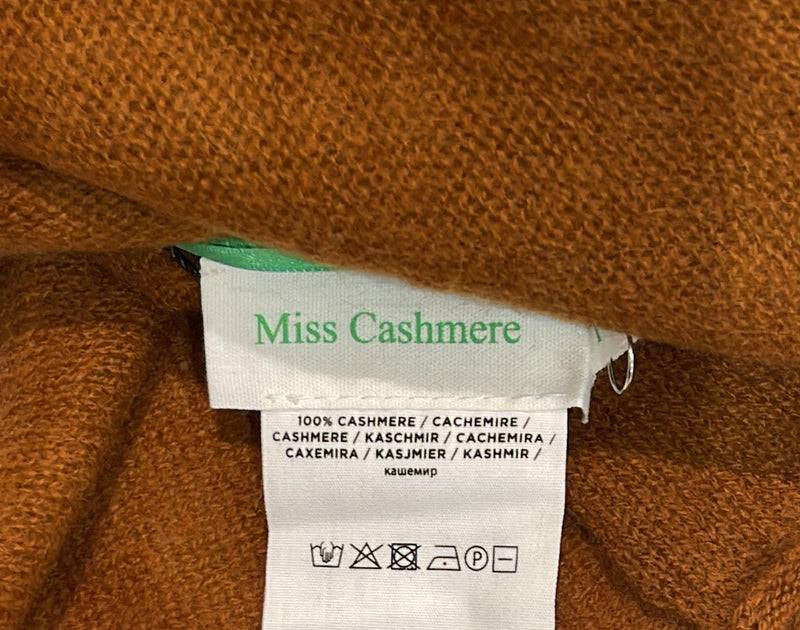 Miss Cashmere
100% CASHMERE / CACHEMIRE /
CASHMERE / KASCHMIR / CACHEMIRA /
CAXEMIRA / KASJMIER / KASHMIR /
кашемир
P